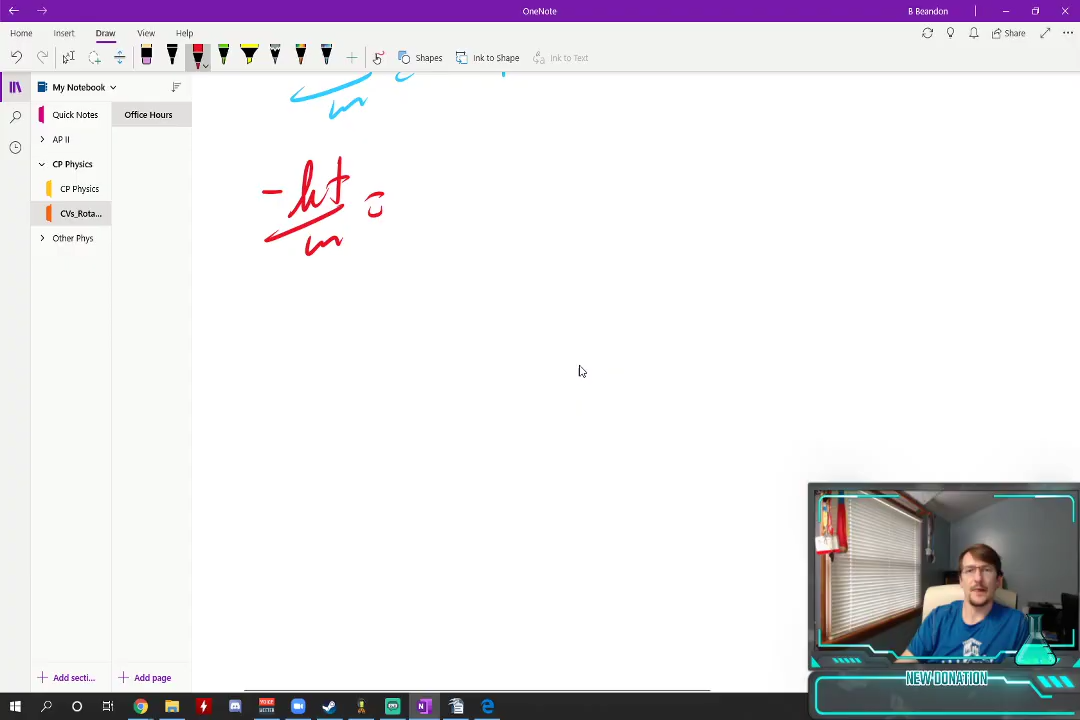 OneNote
B Beandon
Home Insert Draw View Help
Share
Shapes Ink to Shape Ink to Text
My Notebook
Quick Notes
Office Hours
AP II
CP Physics
CP Physics
CVs_Rota...
Other Phys
m
-kt/m =
NEW DONATION
Add secti... Add page